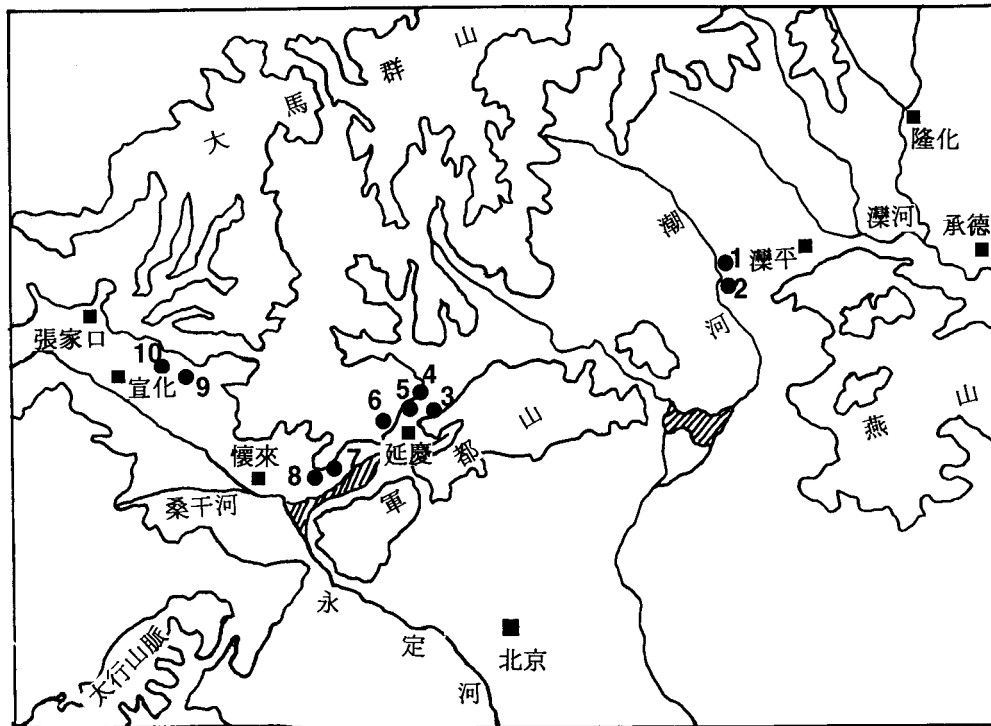 大馬群山
隆化
灤河
承德
潮河
1
灤平
2
張家口
10
宣化
9
4
5
3
6
延慶
軍都山
燕山
懷來
8
7
桑干河
永定河
北京
太行山脈